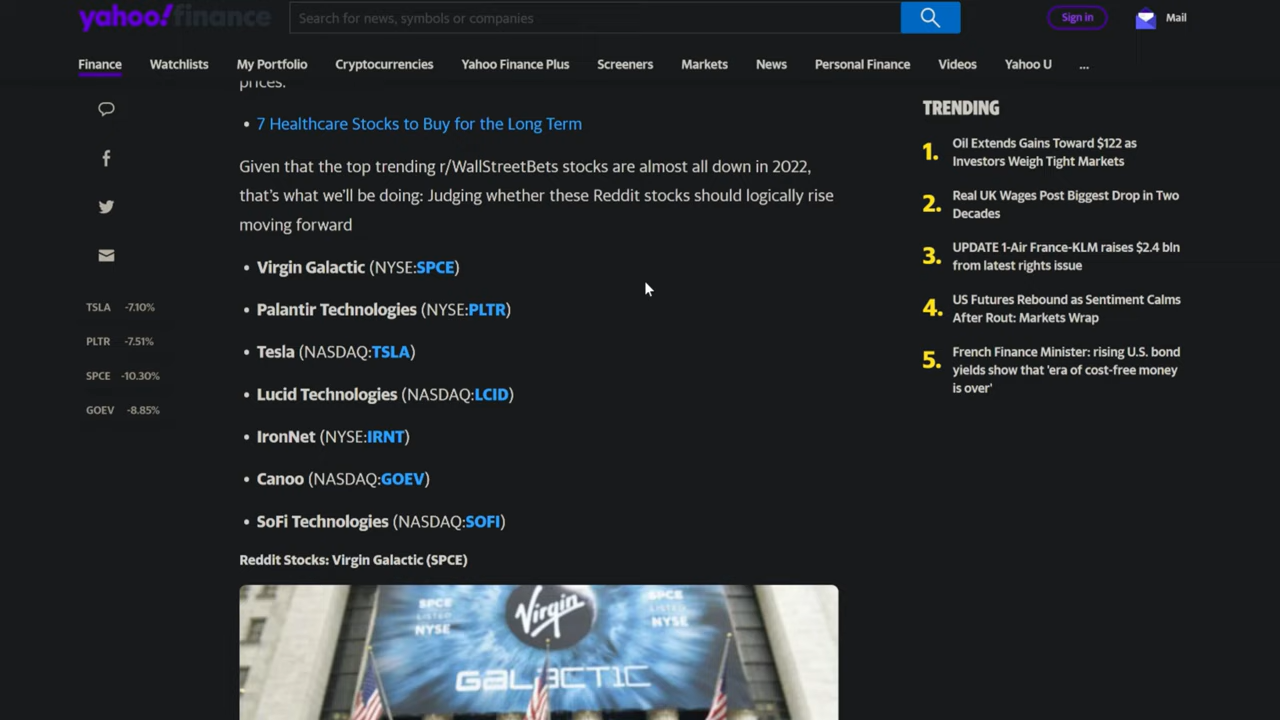 yahoo!finance
Search for news, symbols or companies
Sign in
Mail
Finance
Watchlists
My Portfolio
Cryptocurrencies
Yahoo Finance Plus
Screeners
Markets
News
Personal Finance
Videos
Yahoo U
...
prices.
• 7 Healthcare Stocks to Buy for the Long Term
Given that the top trending r/WallStreetBets stocks are almost all down in 2022,
that's what we'll be doing: Judging whether these Reddit stocks should logically rise
moving forward
• Virgin Galactic (NYSE:SPCE)
• Palantir Technologies (NYSE:PLTR)
• Tesla (NASDAQ:TSLA)
• Lucid Technologies (NASDAQ:LCID)
• IronNet (NYSE:IRNT)
• Canoo (NASDAQ:GOEV)
• SoFi Technologies (NASDAQ:SOFI)
Reddit Stocks: Virgin Galactic (SPCE)
SPCE
LISTED
NYSE
Virgin
SPCE
LISTED
NYSE
GALACTIC
TSLA -7.10%
PLTR -7.51%
SPCE -10.30%
GOEV -8.85%
TRENDING
1. Oil Extends Gains Toward $122 as
Investors Weigh Tight Markets
2. Real UK Wages Post Biggest Drop in Two
Decades
3. UPDATE 1-Air France-KLM raises $2.4 bln
from latest rights issue
4. US Futures Rebound as Sentiment Calms
After Rout: Markets Wrap
5. French Finance Minister: rising U.S. bond
yields show that 'era of cost-free money
is over'